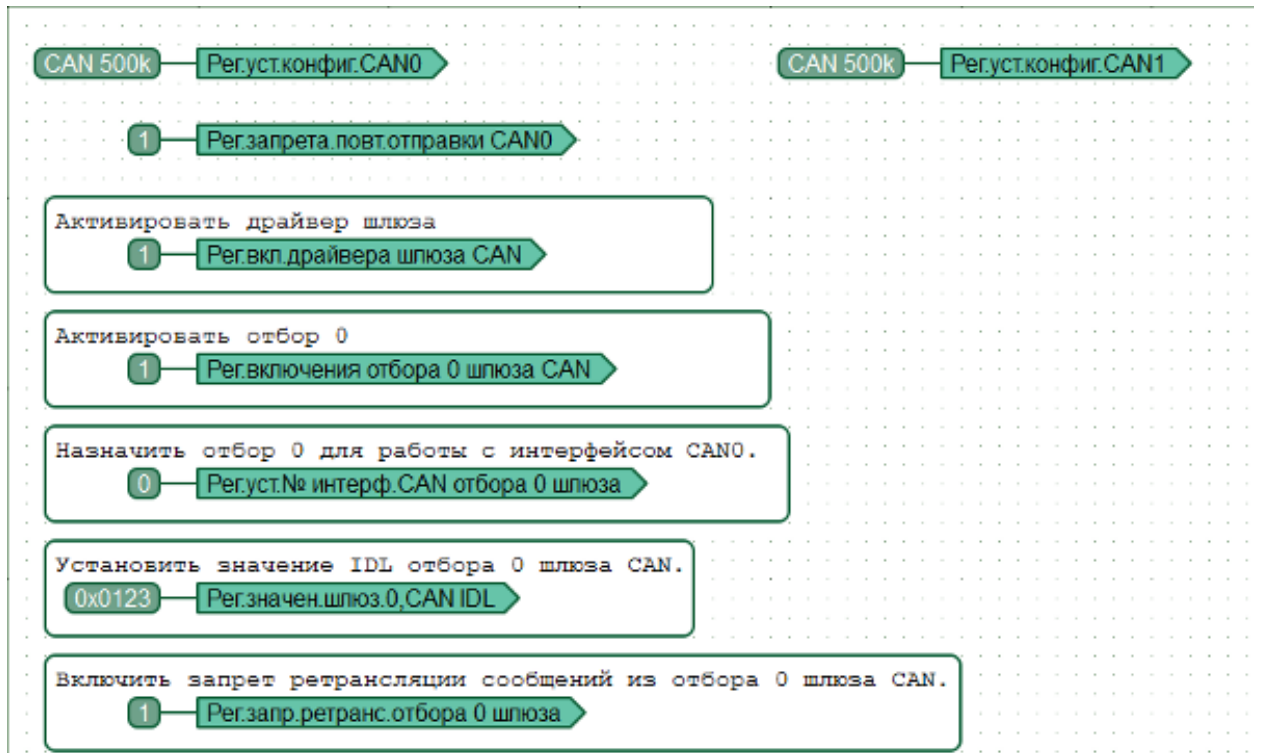 CAN 500k Рег.уст.конфиг.CAN0 CAN 500k Рег.уст.конфиг.CAN1
1 Рег.запрета.повт.отправки CAN0
Активировать драйвер шлюза
1 Рег.вкл.драйвера шлюза CAN
Активировать отбор 0
1 Рег.включения отбора 0 шлюза CAN
Назначить отбор 0 для работы с интерфейсом CAN0.
0 Рег.уст.№ интерф.CAN отбора 0 шлюза
Установить значение IDL отбора 0 шлюза CAN.
0x0123 Рег.значен.шлюз.0,CAN IDL
Включить запрет ретрансляции сообщений из отбора 0 шлюза CAN.
1 Рег.запр.ретранс.отбора 0 шлюза